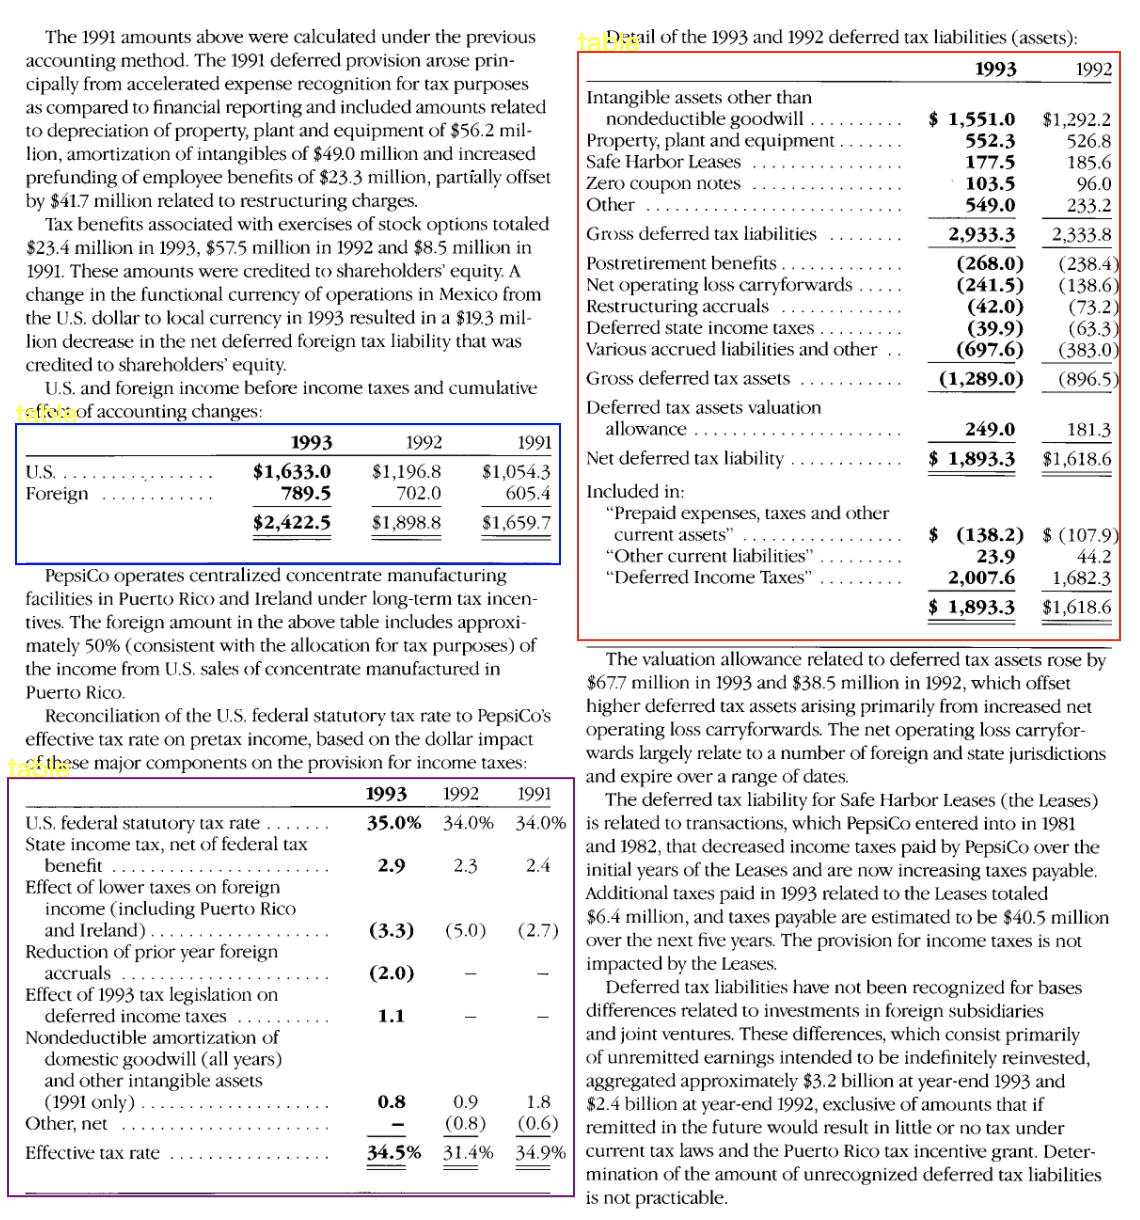 The 1991 amounts above were calculated under the previous
accounting method. The 1991 deferred provision arose prin-
cipally from accelerated expense recognition for tax purposes
as compared to financial reporting and included amounts related
to depreciation of property, plant and equipment of $56.2 mil-
lion, amortization of intangibles of $49.0 million and increased
prefunding of employee benefits of $23.3 million, partially offset
by $41.7 million related to restructuring charges.
Tax benefits associated with exercises of stock options totaled
$23.4 million in 1993, $57.5 million in 1992 and $8.5 million in
1991. These amounts were credited to shareholders' equity. A
change in the functional currency of operations in Mexico from
the U.S. dollar to local currency in 1993 resulted in a $19.3 mil-
lion decrease in the net deferred foreign tax liability that was
credited to shareholders' equity.
U.S. and foreign income before income taxes and cumulative
table
effect of accounting changes:
1993 1992 1991
U.S. . . . . . . . . . . . . . . . $1,633.0 $1,196.8 $1,054.3
Foreign . . . . . . . . . . . . 789.5 702.0 605.4
$2,422.5 $1,898.8 $1,659.7
PepsiCo operates centralized concentrate manufacturing
facilities in Puerto Rico and Ireland under long-term tax incen-
tives. The foreign amount in the above table includes approxi-
mately 50% (consistent with the allocation for tax purposes) of
the income from U.S. sales of concentrate manufactured in
Puerto Rico.
Reconciliation of the U.S. federal statutory tax rate to PepsiCo's
effective tax rate on pretax income, based on the dollar impact
table
of these major components on the provision for income taxes:
1993 1992 1991
U.S. federal statutory tax rate . . . . . . . 35.0% 34.0% 34.0%
State income tax, net of federal tax
benefit . . . . . . . . . . . . . . . . . . . . . . . 2.9 2.3 2.4
Effect of lower taxes on foreign
income (including Puerto Rico
and Ireland) . . . . . . . . . . . . . . . . . . . (3.3) (5.0) (2.7)
Reduction of prior year foreign
accruals . . . . . . . . . . . . . . . . . . . . . . (2.0) – –
Effect of 1993 tax legislation on
deferred income taxes . . . . . . . . . . 1.1 – –
Nondeductible amortization of
domestic goodwill (all years)
and other intangible assets
(1991 only) . . . . . . . . . . . . . . . . . . . . 0.8 0.9 1.8
Other, net . . . . . . . . . . . . . . . . . . . . . . – (0.8) (0.6)
Effective tax rate . . . . . . . . . . . . . . . . . 34.5% 31.4% 34.9%
table
Detail of the 1993 and 1992 deferred tax liabilities (assets):
1993 1992
Intangible assets other than
nondeductible goodwill . . . . . . . . . . $ 1,551.0 $1,292.2
Property, plant and equipment . . . . . . . 552.3 526.8
Safe Harbor Leases . . . . . . . . . . . . . . . . 177.5 185.6
Zero coupon notes . . . . . . . . . . . . . . . . 103.5 96.0
Other . . . . . . . . . . . . . . . . . . . . . . . . . . . 549.0 233.2
Gross deferred tax liabilities . . . . . . . . 2,933.3 2,333.8
Postretirement benefits . . . . . . . . . . . . . (268.0) (238.4)
Net operating loss carryforwards . . . . . (241.5) (138.6)
Restructuring accruals . . . . . . . . . . . . . (42.0) (73.2)
Deferred state income taxes . . . . . . . . . (39.9) (63.3)
Various accrued liabilities and other . . (697.6) (383.0)
Gross deferred tax assets . . . . . . . . . . . (1,289.0) (896.5)
Deferred tax assets valuation
allowance . . . . . . . . . . . . . . . . . . . . . . 249.0 181.3
Net deferred tax liability . . . . . . . . . . . . $ 1,893.3 $1,618.6
Included in:
“Prepaid expenses, taxes and other
current assets” . . . . . . . . . . . . . . . . . $ (138.2) $ (107.9)
“Other current liabilities” . . . . . . . . . 23.9 44.2
“Deferred Income Taxes” . . . . . . . . . 2,007.6 1,682.3
$ 1,893.3 $1,618.6
The valuation allowance related to deferred tax assets rose by
$67.7 million in 1993 and $38.5 million in 1992, which offset
higher deferred tax assets arising primarily from increased net
operating loss carryforwards. The net operating loss carryfor-
wards largely relate to a number of foreign and state jurisdictions
and expire over a range of dates.
The deferred tax liability for Safe Harbor Leases (the Leases)
is related to transactions, which PepsiCo entered into in 1981
and 1982, that decreased income taxes paid by PepsiCo over the
initial years of the Leases and are now increasing taxes payable.
Additional taxes paid in 1993 related to the Leases totaled
$6.4 million, and taxes payable are estimated to be $40.5 million
over the next five years. The provision for income taxes is not
impacted by the Leases.
Deferred tax liabilities have not been recognized for bases
differences related to investments in foreign subsidiaries
and joint ventures. These differences, which consist primarily
of unremitted earnings intended to be indefinitely reinvested,
aggregated approximately $3.2 billion at year-end 1993 and
$2.4 billion at year-end 1992, exclusive of amounts that if
remitted in the future would result in little or no tax under
current tax laws and the Puerto Rico tax incentive grant. Deter-
mination of the amount of unrecognized deferred tax liabilities
is not practicable.